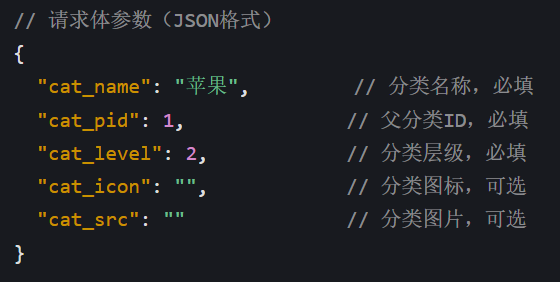 // 请求体参数（JSON格式）
{
  "cat_name": "苹果",         // 分类名称，必填
  "cat_pid": 1,              // 父分类ID，必填
  "cat_level": 2,            // 分类层级，必填
  "cat_icon": "",            // 分类图标，可选
  "cat_src": ""              // 分类图片，可选
}